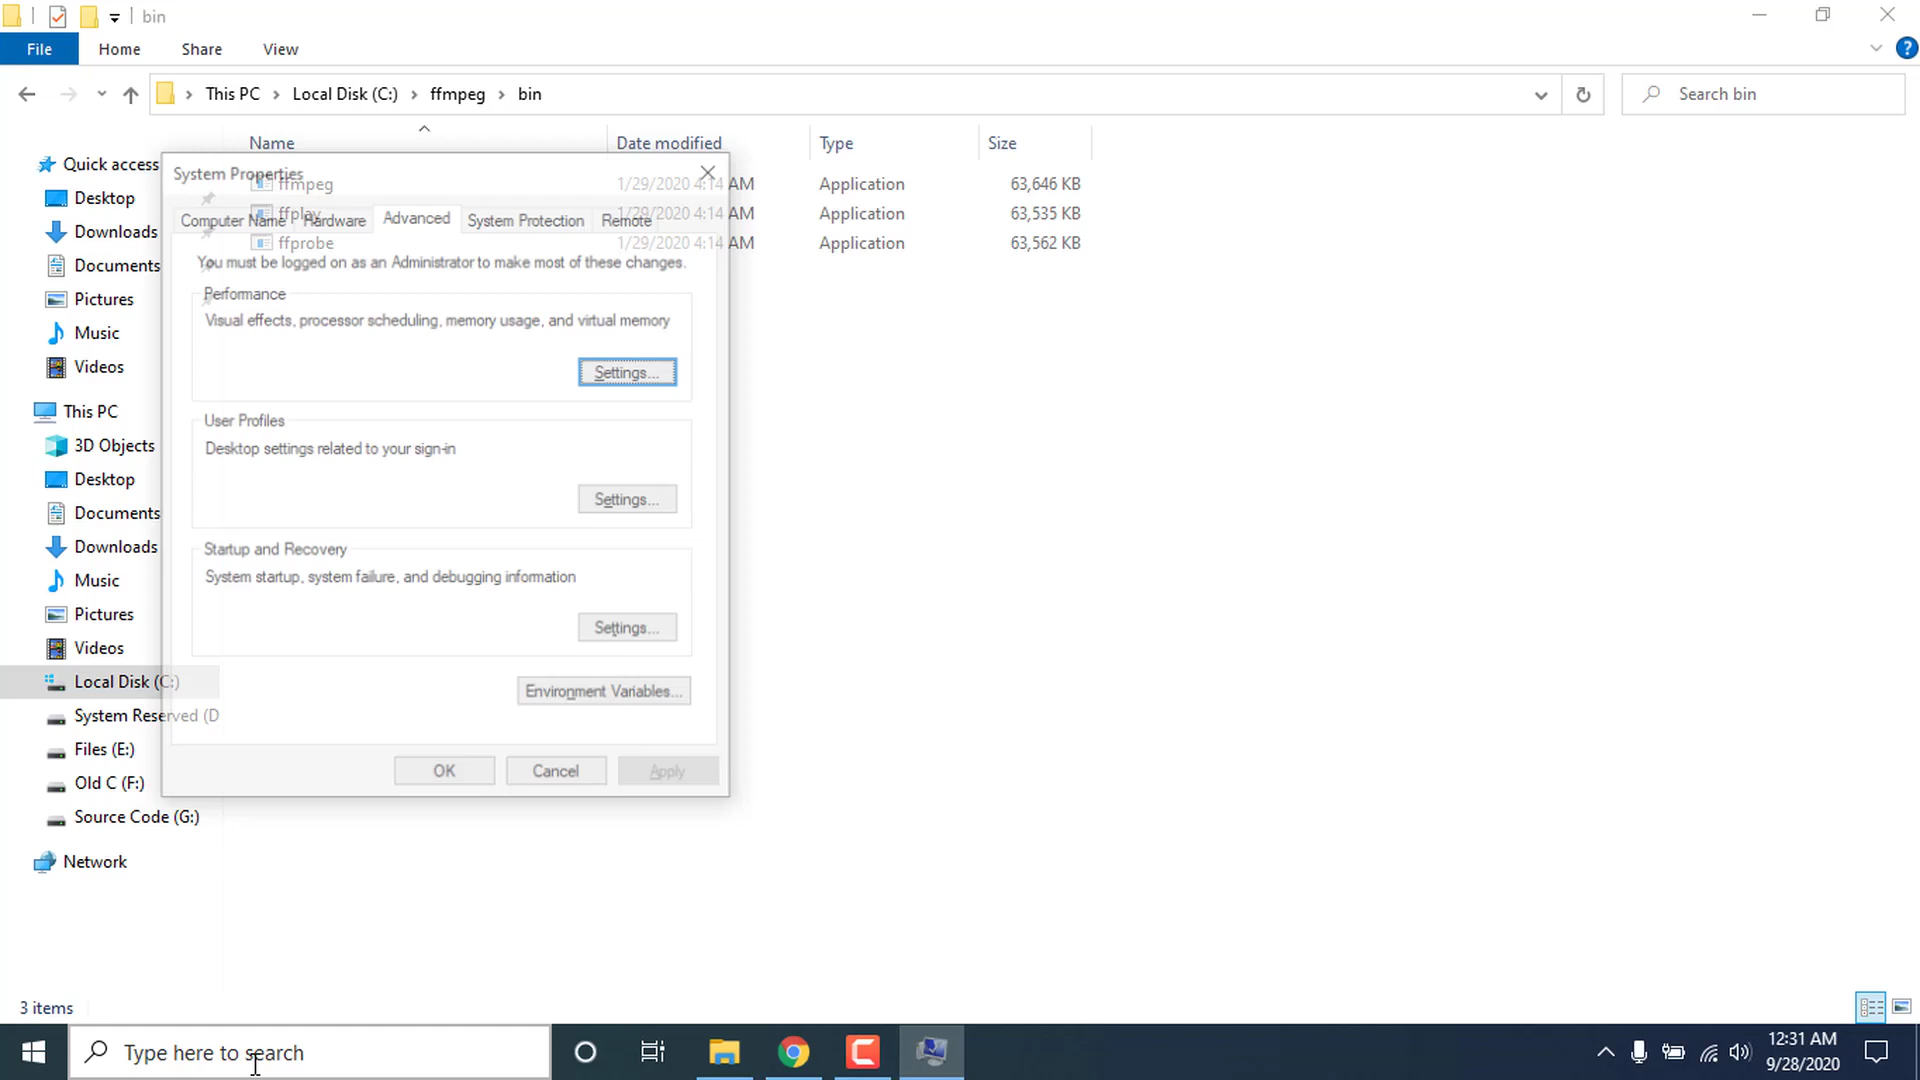 bin
File Home Share View
This PC Local Disk (C:) ffmpeg bin Search bin
Name Date modified Type Size
Quick access
Desktop
Downloads
Documents
Pictures
Music
Videos
This PC
3D Objects
Desktop
Documents
Downloads
Music
Pictures
Videos
Local Disk (C:)
System Reserved (D
Files (E:)
Old C (F:)
Source Code (G:)
Network
ffmpeg 1/29/2020 4:14 AM Application 63,646 KB
ffplay 1/29/2020 4:14 AM Application 63,535 KB
ffprobe 1/29/2020 4:14 AM Application 63,562 KB
System Properties
Computer Name Hardware Advanced System Protection Remote
You must be logged on as an Administrator to make most of these changes.
Performance
Visual effects, processor scheduling, memory usage, and virtual memory
Settings...
User Profiles
Desktop settings related to your sign-in
Settings...
Startup and Recovery
System startup, system failure, and debugging information
Settings...
Environment Variables...
OK Cancel Apply
3 items
Type here to search
12:31 AM
9/28/2020